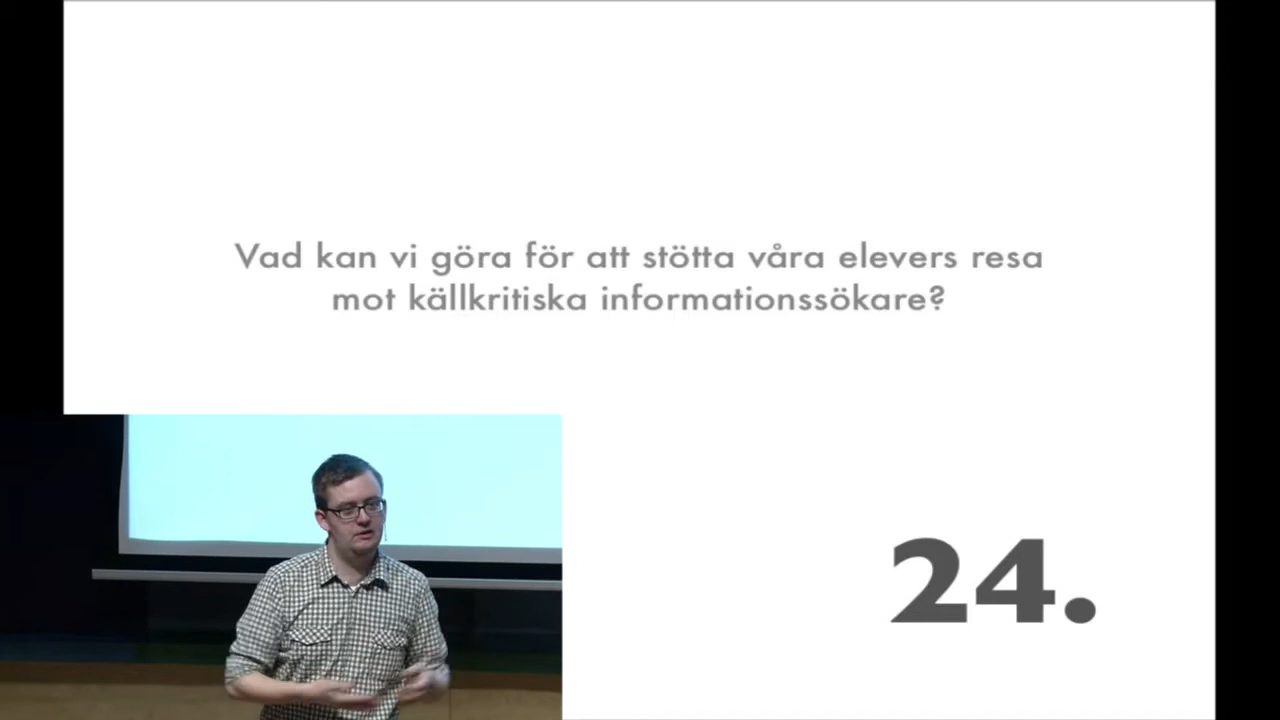 Vad kan vi göra för att stötta våra elevers resa
mot källkritiska informationssökare?
24.